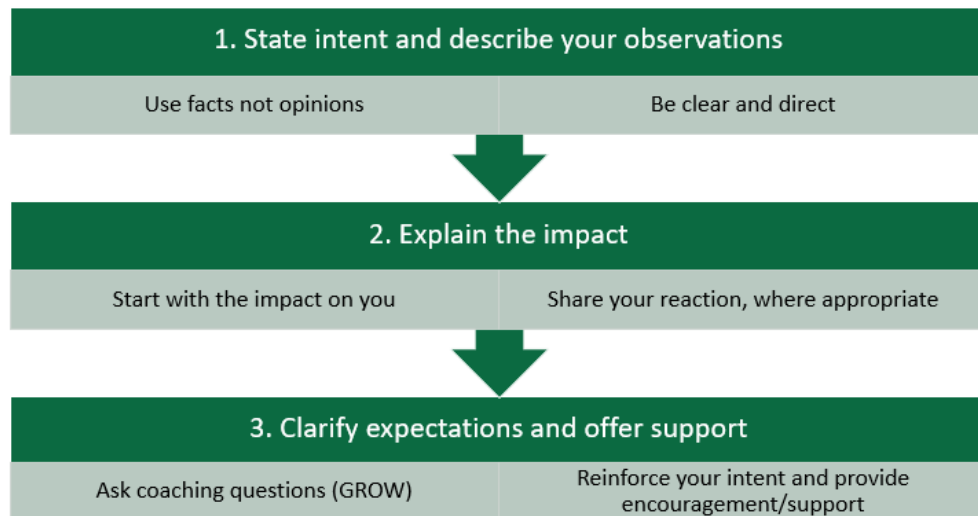 1. State intent and describe your observations
Use facts not opinions
Be clear and direct
2. Explain the impact
Start with the impact on you
Share your reaction, where appropriate
3. Clarify expectations and offer support
Ask coaching questions (GROW)
Reinforce your intent and provide
encouragement/support